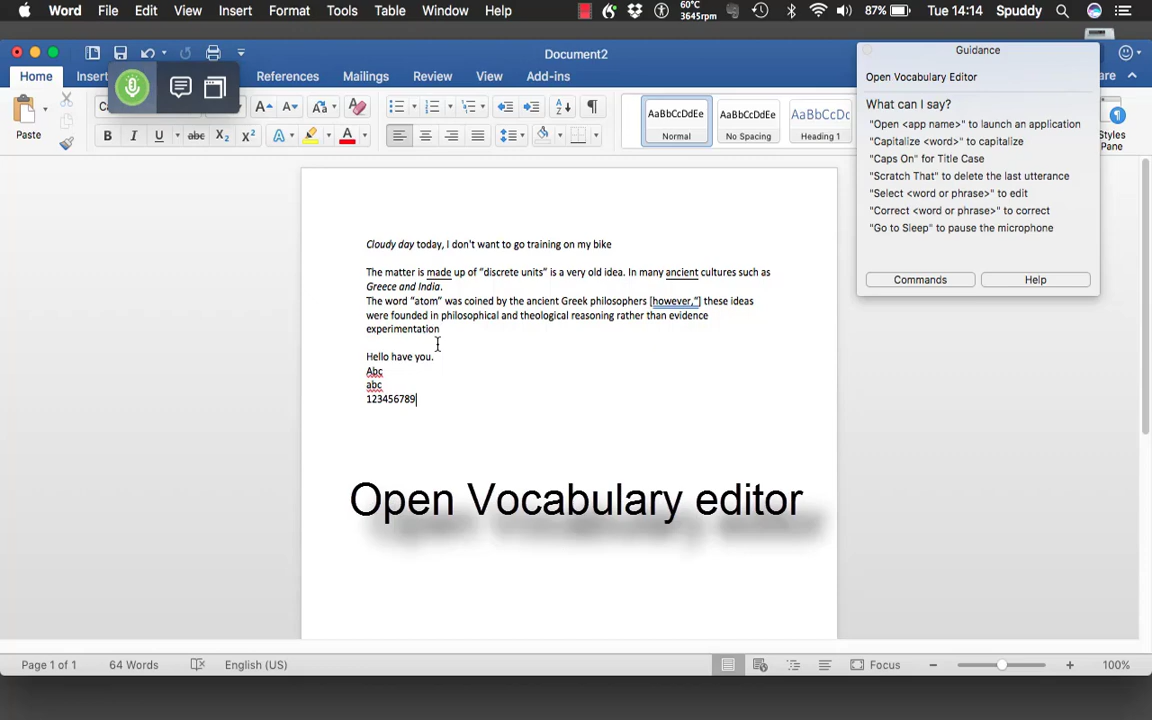 Word File Edit View Insert Format Tools Table Window Help 60°C 3645rpm 87% Tue 14:14 Spuddy
Document2
Home References Mailings Review View Add-ins
Paste
AaBbCcDdEe AaBbCcDdEe AaBbCcDc
Normal No Spacing Heading 1
Styles
Pane
Guidance
Open Vocabulary Editor
What can I say?
"Open <app name>" to launch an application
"Capitalize <word>" to capitalize
"Caps On" for Title Case
"Scratch That" to delete the last utterance
"Select <word or phrase>" to edit
"Correct <word or phrase>" to correct
"Go to Sleep" to pause the microphone
Commands Help
Cloudy day today, I don't want to go training on my bike
The matter is made up of “discrete units” is a very old idea. In many ancient cultures such as
Greece and India.
The word “atom” was coined by the ancient Greek philosophers [however,“] these ideas
were founded in philosophical and theological reasoning rather than evidence
experimentation
Hello have you.
Abc
abc
123456789
Open Vocabulary editor
Page 1 of 1 64 Words English (US) Focus 100%